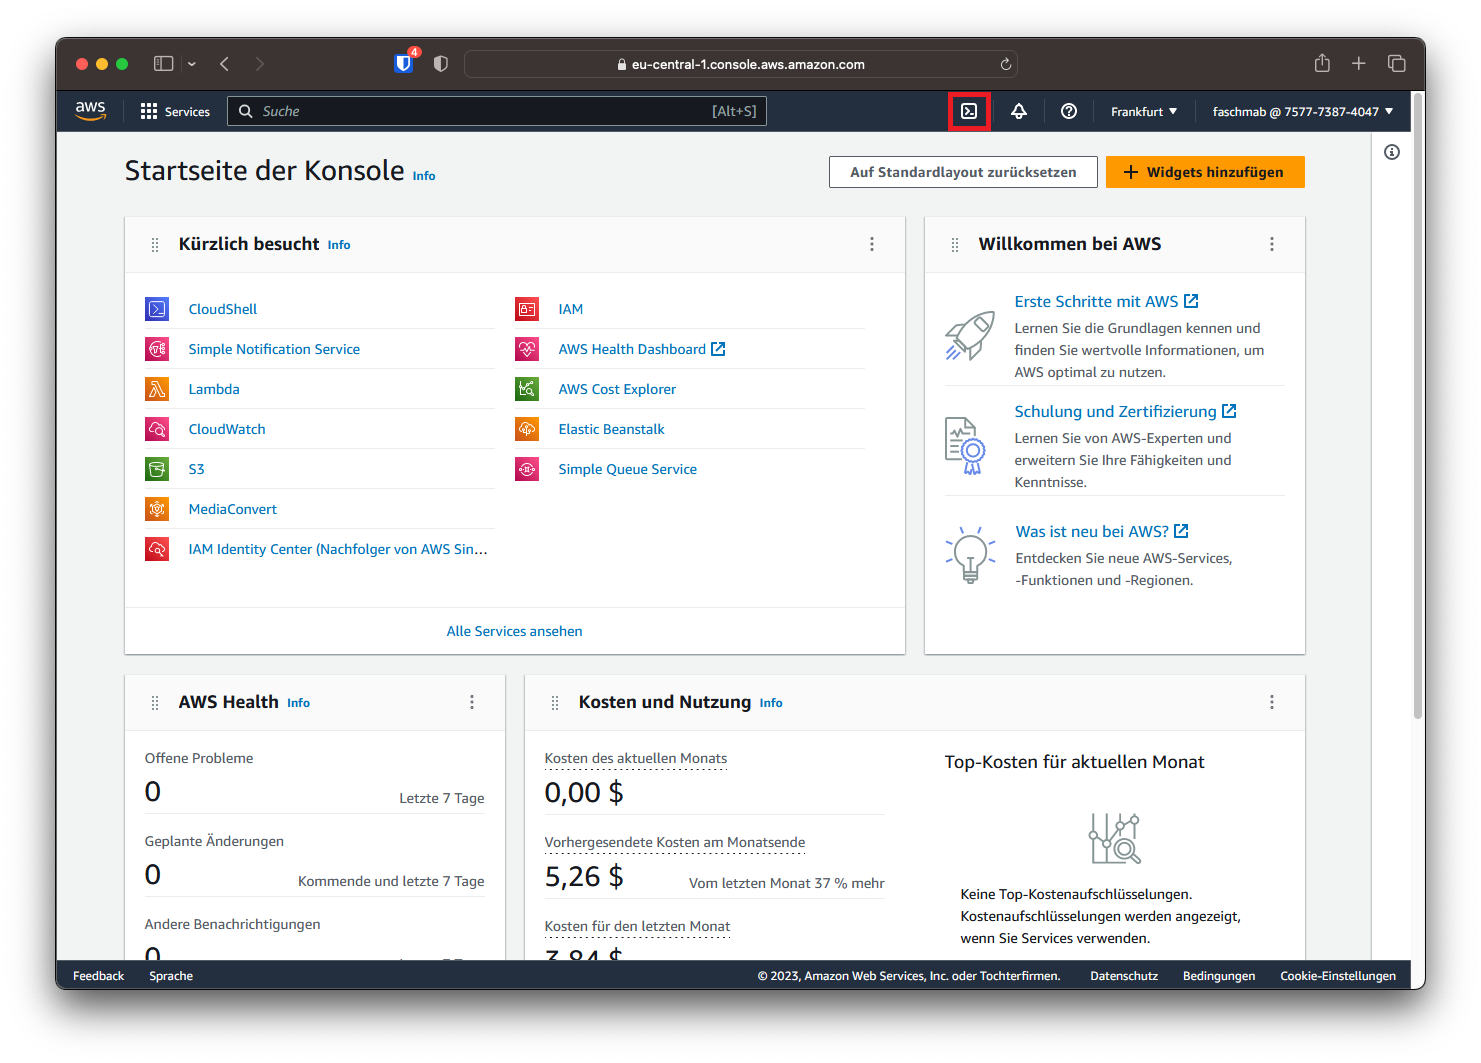 4
eu-central-1.console.aws.amazon.com
aws
Services
Suche
[Alt+S]
Frankfurt
faschmab @ 7577-7387-4047
Startseite der Konsole Info
Auf Standardlayout zurücksetzen
Widgets hinzufügen
Kürzlich besucht Info
CloudShell
Simple Notification Service
Lambda
CloudWatch
S3
MediaConvert
IAM Identity Center (Nachfolger von AWS Sin...
IAM
AWS Health Dashboard
AWS Cost Explorer
Elastic Beanstalk
Simple Queue Service
Alle Services ansehen
Willkommen bei AWS
Erste Schritte mit AWS
Lernen Sie die Grundlagen kennen und
finden Sie wertvolle Informationen, um
AWS optimal zu nutzen.
Schulung und Zertifizierung
Lernen Sie von AWS-Experten und
erweitern Sie Ihre Fähigkeiten und
Kenntnisse.
Was ist neu bei AWS?
Entdecken Sie neue AWS-Services,
-Funktionen und -Regionen.
AWS Health Info
Offene Probleme
0
Letzte 7 Tage
Geplante Änderungen
0
Kommende und letzte 7 Tage
Andere Benachrichtigungen
0
Kosten und Nutzung Info
Kosten des aktuellen Monats
0,00 $
Vorhergesendete Kosten am Monatsende
5,26 $
Vom letzten Monat 37 % mehr
Kosten für den letzten Monat
3,84 $
Top-Kosten für aktuellen Monat
Keine Top-Kostenaufschlüsselungen.
Kostenaufschlüsselungen werden angezeigt,
wenn Sie Services verwenden.
Feedback
Sprache
© 2023, Amazon Web Services, Inc. oder Tochterfirmen.
Datenschutz
Bedingungen
Cookie-Einstellungen